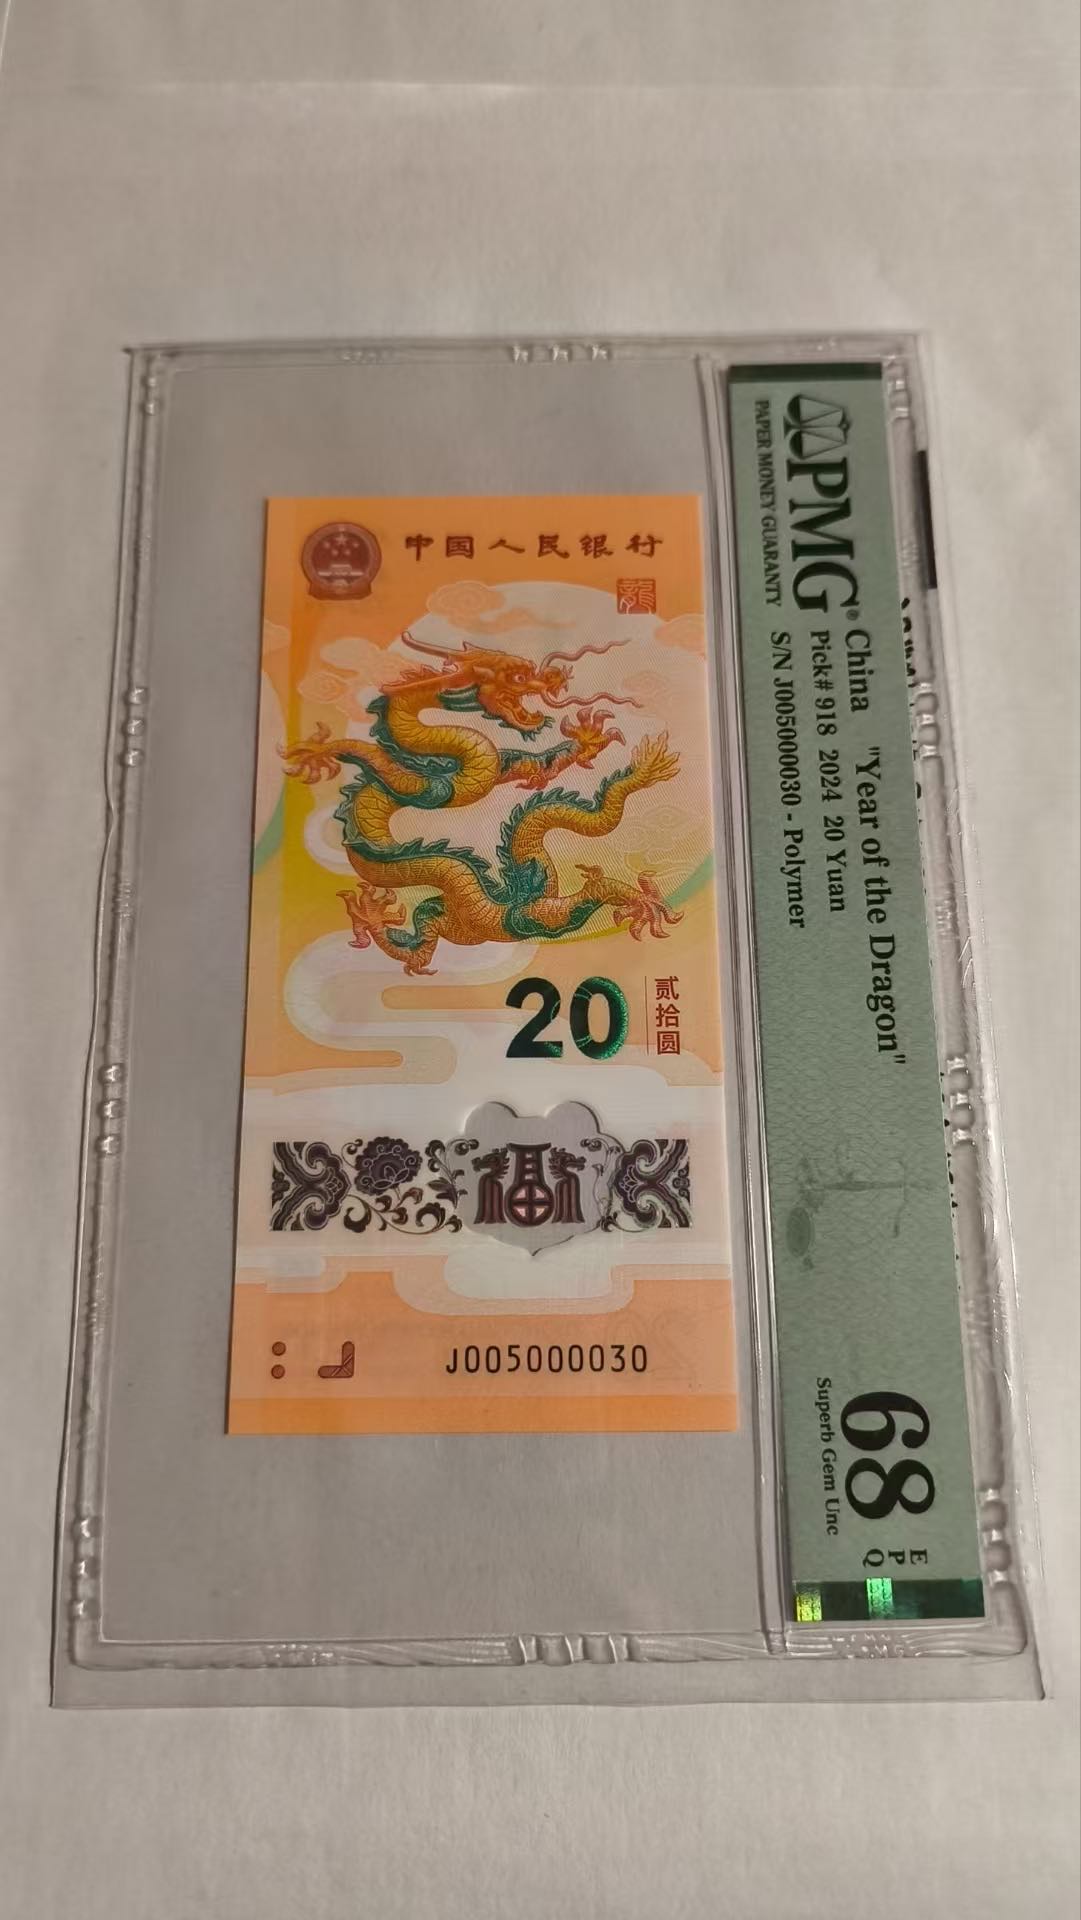 中国人民银行
龍
20
贰拾圆
J005000030
PMG®
PAPER MONEY GUARANTY
China "Year of the Dragon"
Pick# 918 2024 20 Yuan
S/N J005000030 - Polymer
68
Superb Gem Unc
E
P
Q